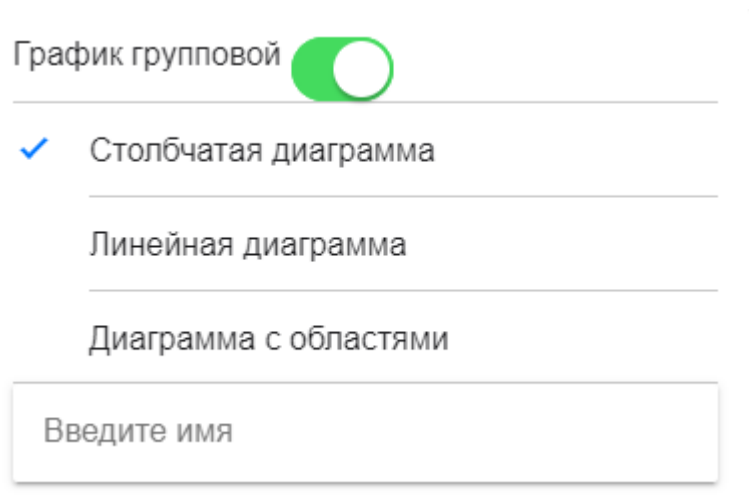 График групповой
Столбчатая диаграмма
Линейная диаграмма
Диаграмма с областями
Введите имя